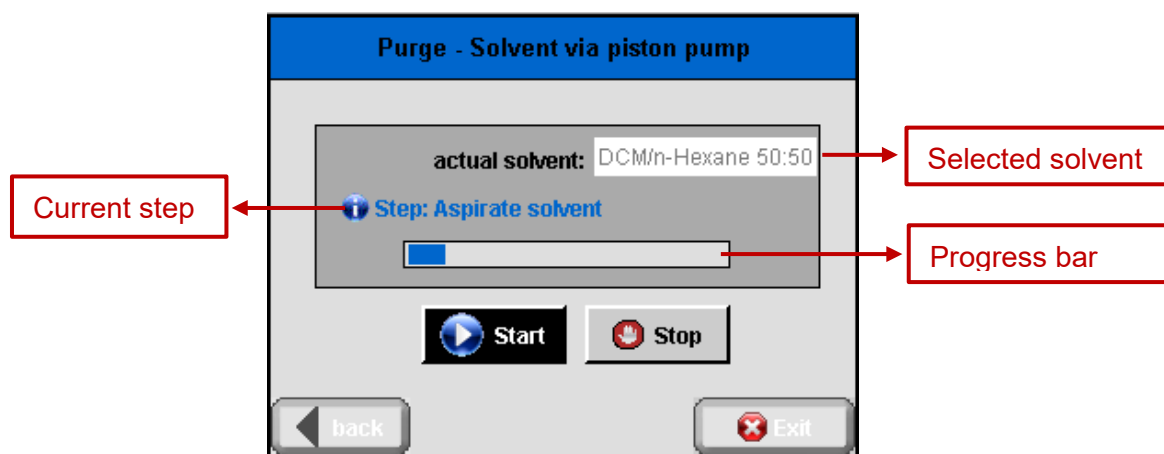 Purge - Solvent via piston pump
actual solvent: DCM/n-Hexane 50:50
Selected solvent
Current step
Step: Aspirate solvent
Progress bar
Start
Stop
back
Exit